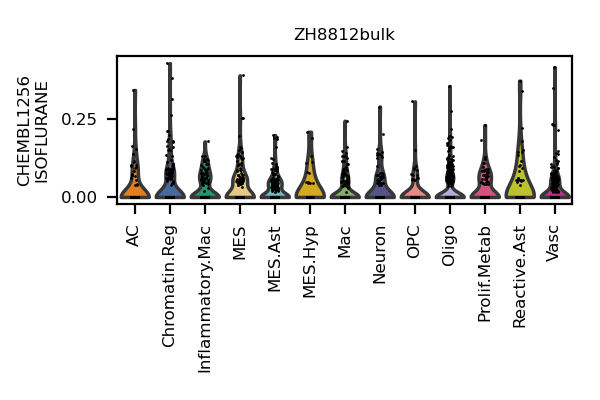 ZH8812bulk
CHEMBL1256
ISOFLURANE
0.25
0.00
AC
Chromatin.Reg
Inflammatory.Mac
MES
MES.Ast
MES.Hyp
Mac
Neuron
OPC
Oligo
Prolif.Metab
Reactive.Ast
Vasc